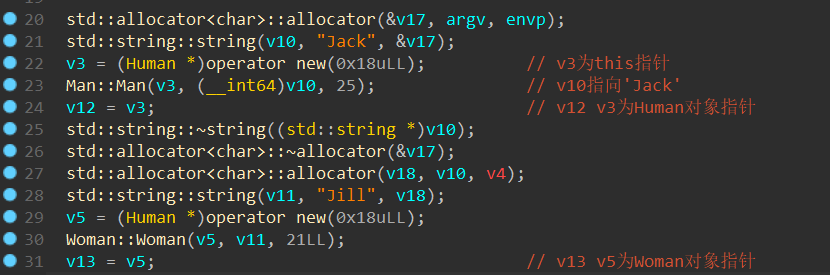 20 std::allocator<char>::allocator(&v17, argv, envp);
21 std::string::string(v10, "Jack", &v17);
22 v3 = (Human *)operator new(0x18uLL); // v3为this指针
23 Man::Man(v3, (__int64)v10, 25); // v10指向'Jack'
24 v12 = v3; // v12 v3为Human对象指针
25 std::string::~string((std::string *)v10);
26 std::allocator<char>::~allocator(&v17);
27 std::allocator<char>::allocator(v18, v10, v4);
28 std::string::string(v11, "Jill", v18);
29 v5 = (Human *)operator new(0x18uLL);
30 Woman::Woman(v5, v11, 21LL);
31 v13 = v5; // v13 v5为Woman对象指针